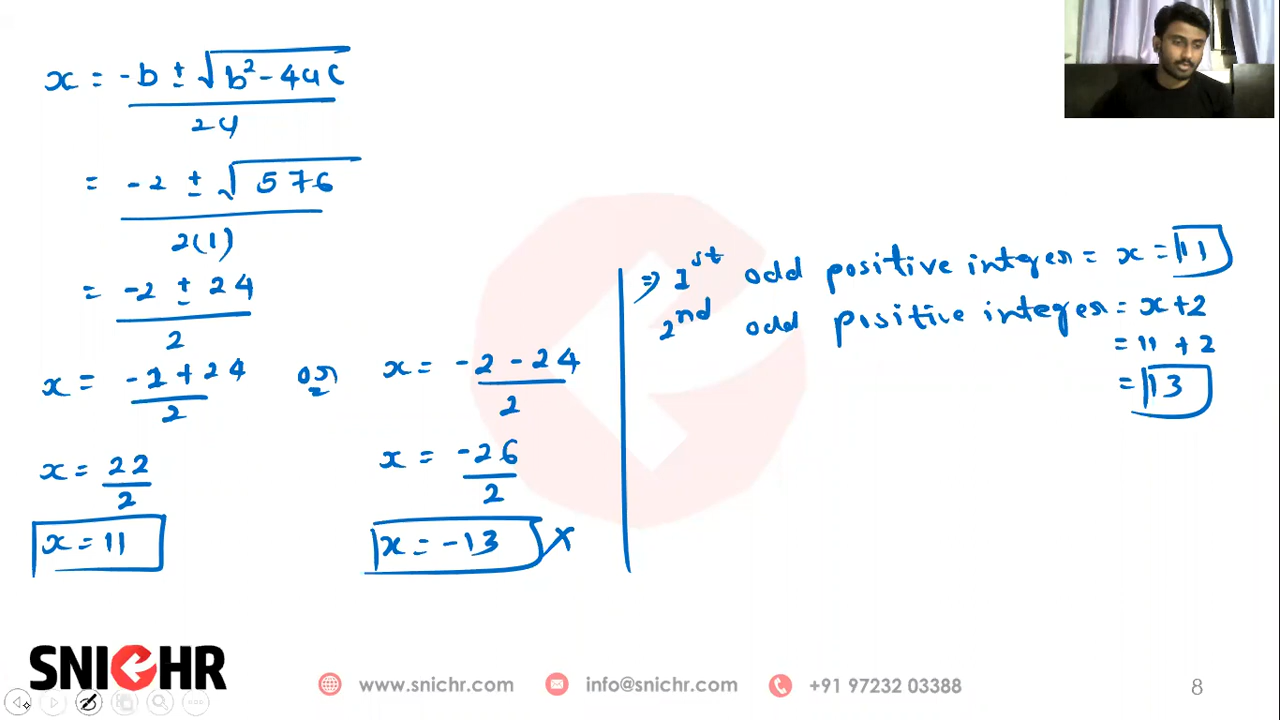 x = -b ± √b² - 4ac
2a
= -2 ± √576
2(1)
= -2 ± 24
2
x = -2 + 24
2
or
x = -2 - 24
2
x = 22
2
x = -26
2
x = 11
x = -13 ×
⇒ 1st odd positive integer = x = 11
2nd odd positive integer = x + 2
= 11 + 2
= 13
SNICHR
www.snichr.com
info@snichr.com
+91 97232 03388
8